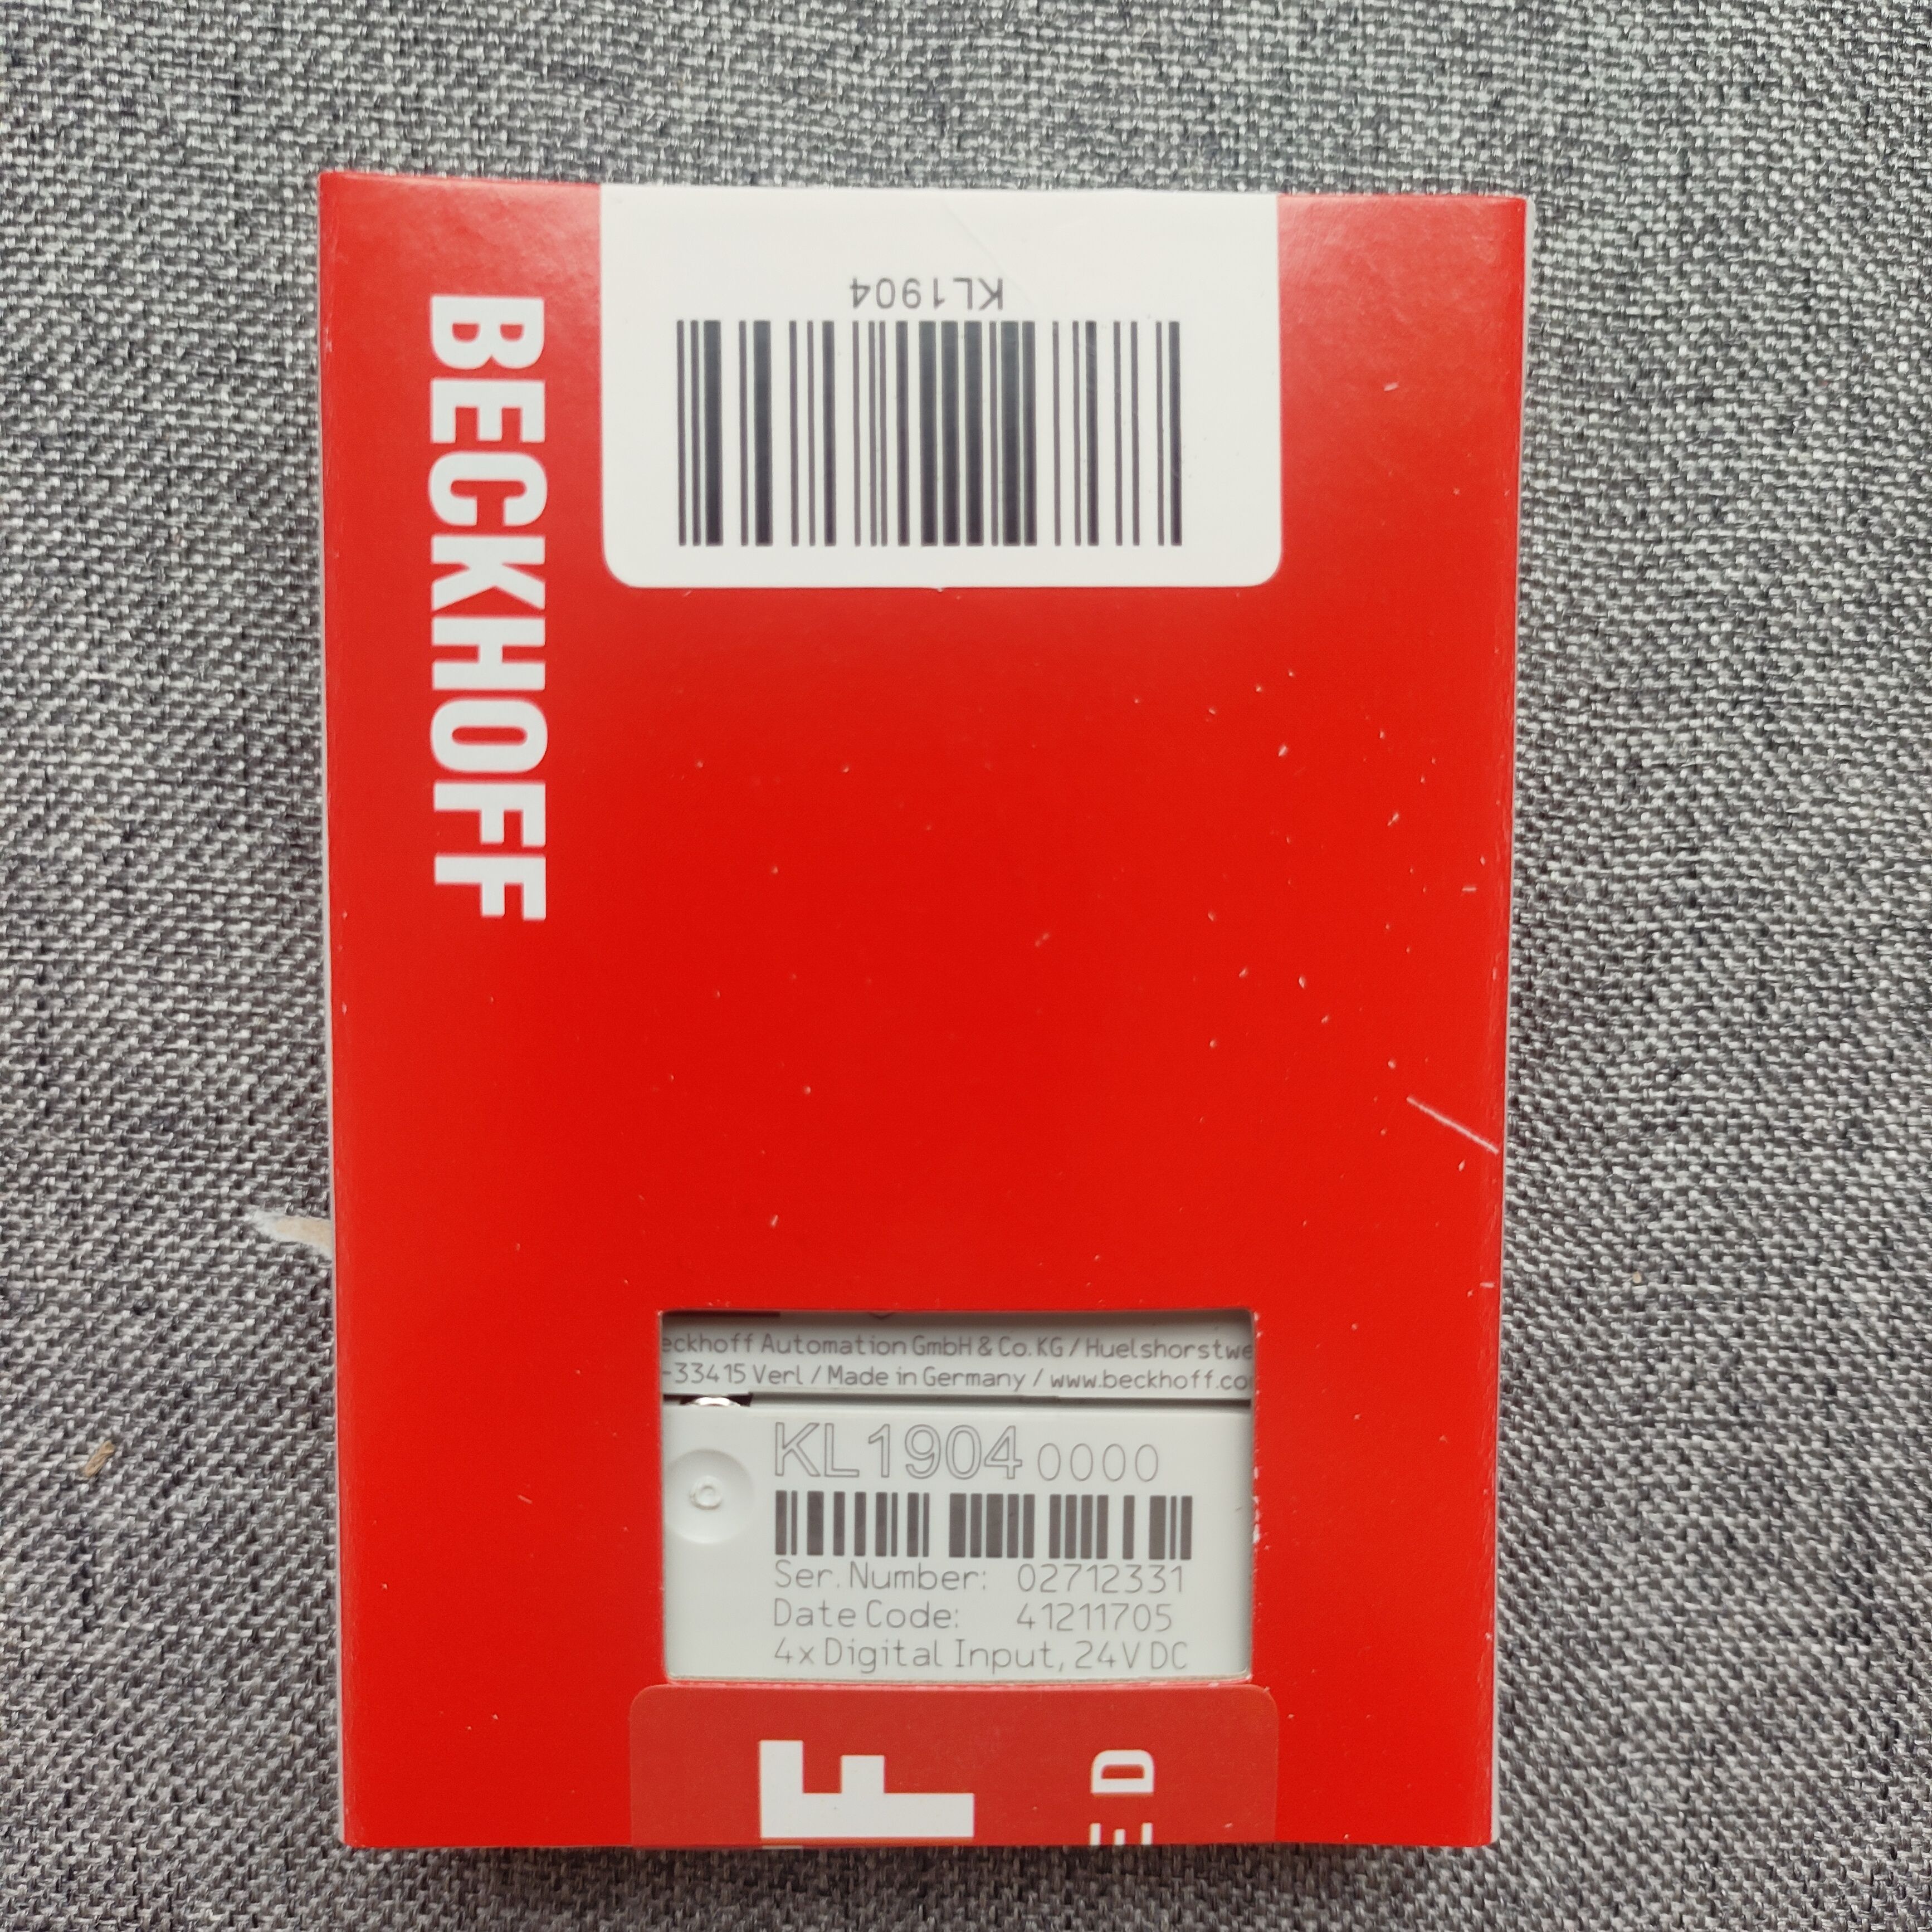 KL1904
BECKHOFF
eckhoff Automation GmbH & Co. KG / Huelshorstwe
-33415 Verl / Made in Germany / www.beckhoff.co
KL1904 0000
Ser. Number: 02712331
Date Code: 41211705
4x Digital Input, 24V DC
F
ED